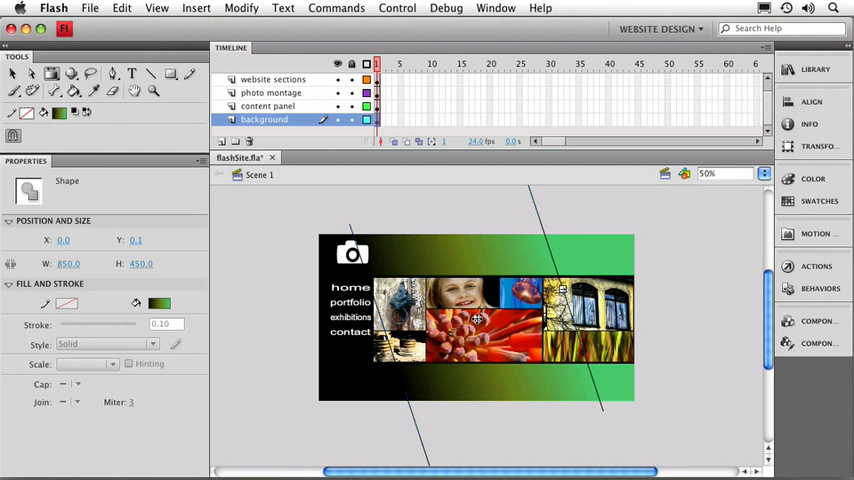 Flash File Edit View Insert Modify Text Commands Control Debug Window Help
Fl WEBSITE DESIGN Search Help
TOOLS
TIMELINE
1 5 10 15 20 25 30 35 40 45 50 55 60 6
website sections
photo montage
content panel
background
1 24.0 fps 0.0 s
flashSite.fla*
Scene 1 50%
PROPERTIES
Shape
POSITION AND SIZE
X: 0.0 Y: 0.1
W: 850.0 H: 450.0
FILL AND STROKE
Stroke: 0.10
Style: Solid
Scale: Hinting
Cap:
Join: Miter: 3
home
portfolio
exhibitions
contact
LIBRARY
ALIGN
INFO
TRANSFO...
COLOR
SWATCHES
MOTION ...
ACTIONS
BEHAVIORS
COMPON...
COMPON...